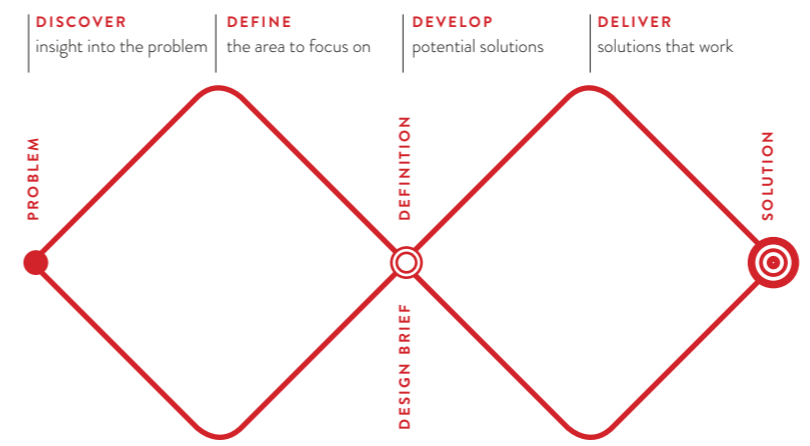 DISCOVER
insight into the problem
DEFINE
the area to focus on
DEVELOP
potential solutions
DELIVER
solutions that work
PROBLEM
DEFINITION
DESIGN BRIEF
SOLUTION